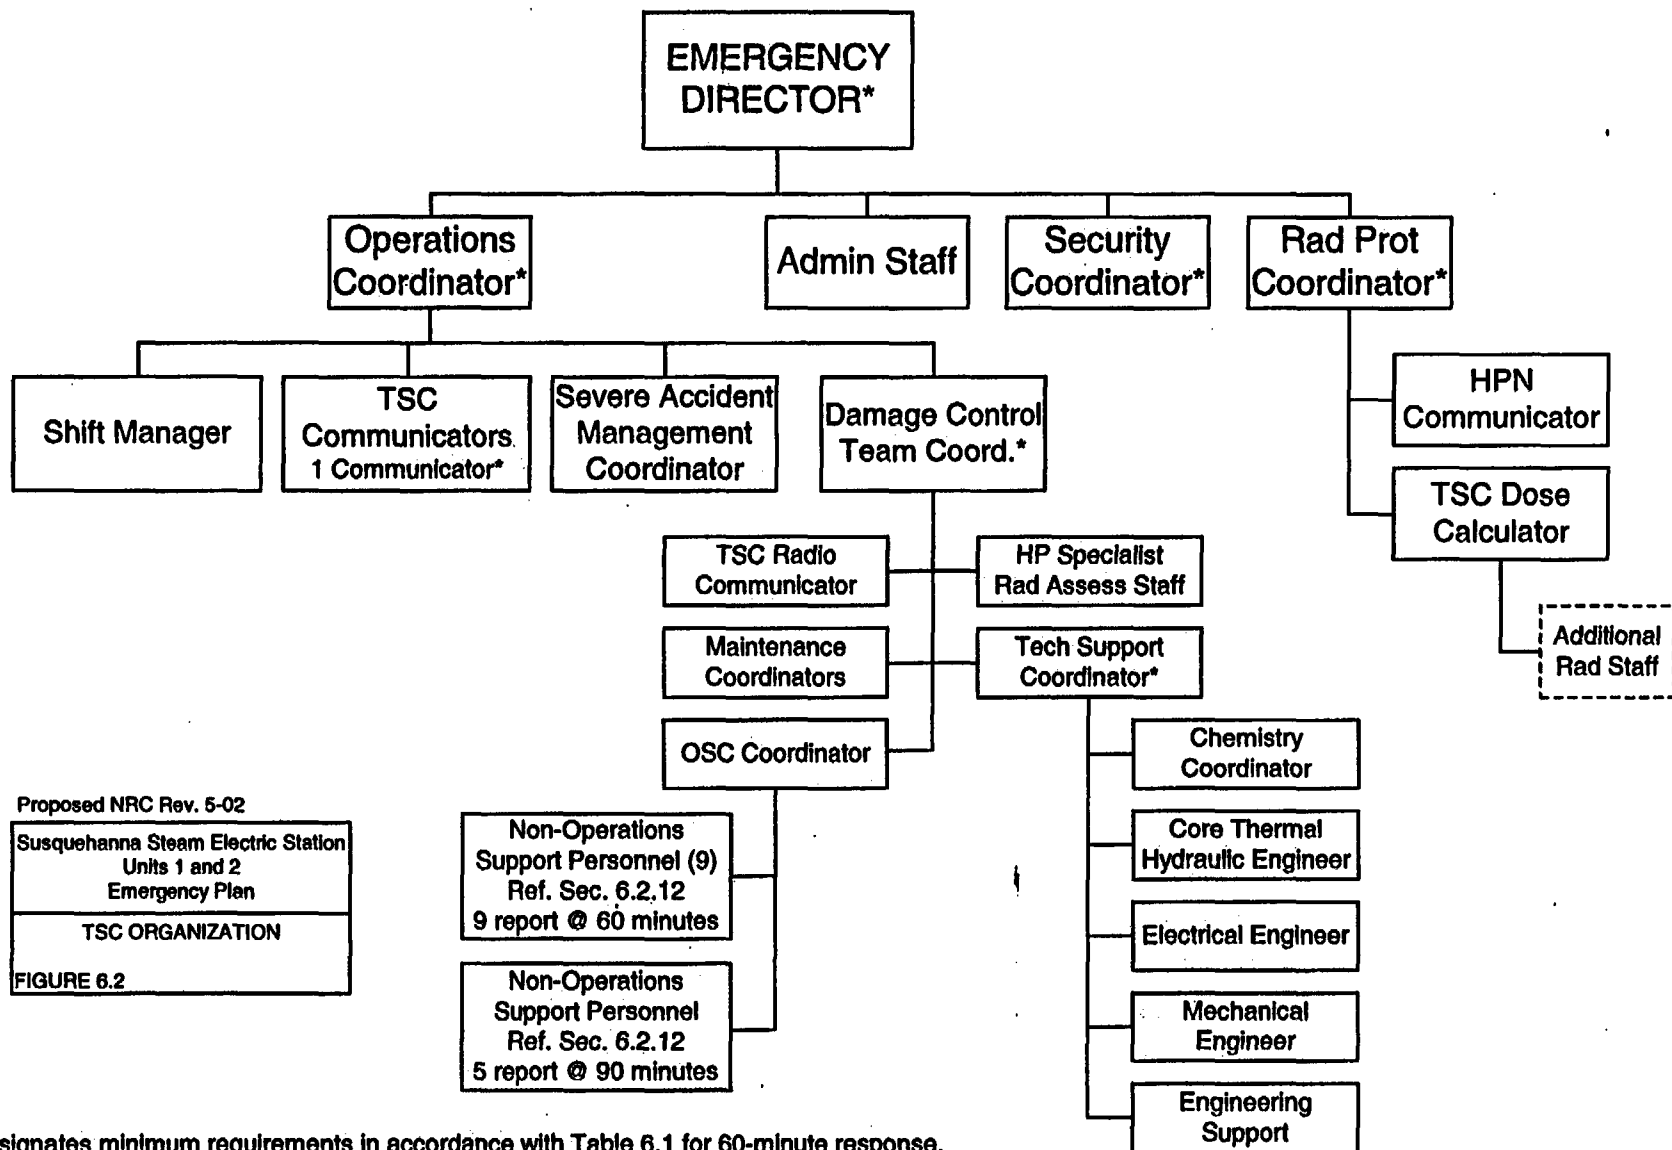 EMERGENCY
DIRECTOR*
Operations
Coordinator*
Admin Staff
Security
Coordinator*
Rad Prot
Coordinator*
Shift Manager
TSC
Communicators
1 Communicator*
Severe Accident
Management
Coordinator
Damage Control
Team Coord.*
HPN
Communicator
TSC Dose
Calculator
TSC Radio
Communicator
HP Specialist
Rad Assess Staff
Additional
Rad Staff
Maintenance
Coordinators
Tech Support
Coordinator*
OSC Coordinator
Chemistry
Coordinator
Core Thermal
Hydraulic Engineer
Electrical Engineer
Mechanical
Engineer
Engineering
Support
Non-Operations
Support Personnel (9)
Ref. Sec. 6.2.12
9 report @ 60 minutes
Non-Operations
Support Personnel
Ref. Sec. 6.2.12
5 report @ 90 minutes
Proposed NRC Rev. 5-02
Susquehanna Steam Electric Station
Units 1 and 2
Emergency Plan
TSC ORGANIZATION
FIGURE 6.2
signates minimum requirements in accordance with Table 6.1 for 60-minute response.